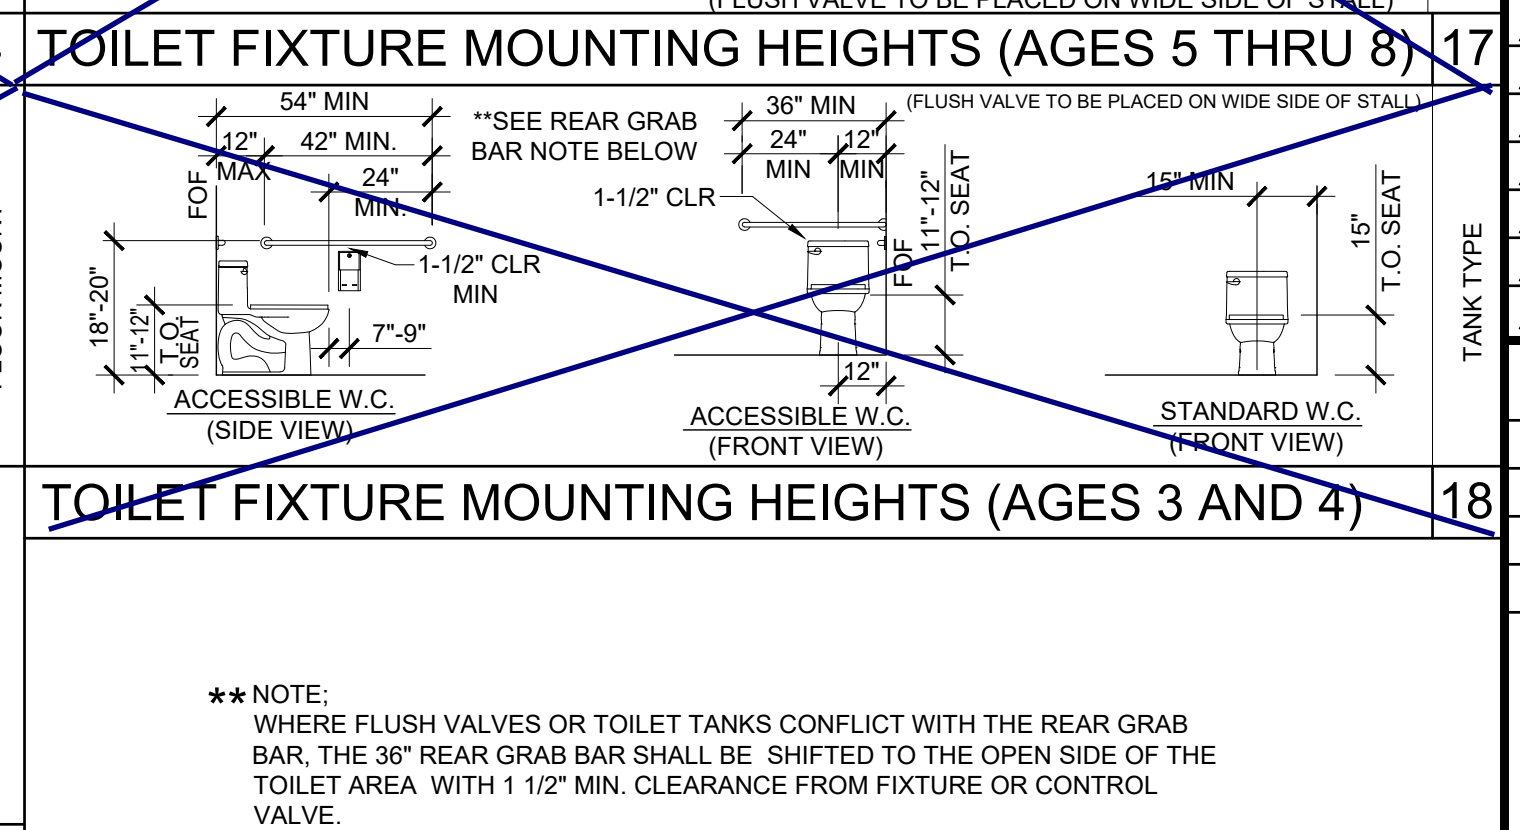 (FLUSH VALVE TO BE PLACED ON WIDE SIDE OF STALL)
TOILET FIXTURE MOUNTING HEIGHTS (AGES 5 THRU 8)
17
54" MIN
12"
MAX
42" MIN.
24"
MIN.
FOF
18"-20"
11"-12"
T.O.
SEAT
1-1/2" CLR
MIN
7"-9"
ACCESSIBLE W.C.
(SIDE VIEW)
**SEE REAR GRAB
BAR NOTE BELOW
36" MIN
24"
MIN
12"
MIN
1-1/2" CLR
FOF
11"-12"
T.O. SEAT
12"
ACCESSIBLE W.C.
(FRONT VIEW)
(FLUSH VALVE TO BE PLACED ON WIDE SIDE OF STALL)
15" MIN
15"
T.O. SEAT
STANDARD W.C.
(FRONT VIEW)
TANK TYPE
TOILET FIXTURE MOUNTING HEIGHTS (AGES 3 AND 4)
18
** NOTE;
WHERE FLUSH VALVES OR TOILET TANKS CONFLICT WITH THE REAR GRAB
BAR, THE 36" REAR GRAB BAR SHALL BE SHIFTED TO THE OPEN SIDE OF THE
TOILET AREA WITH 1 1/2" MIN. CLEARANCE FROM FIXTURE OR CONTROL
VALVE.